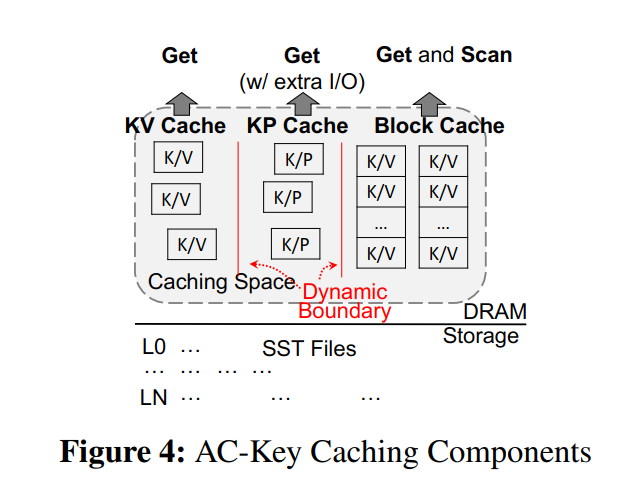 Get Get Get and Scan
(w/ extra I/O)
KV Cache KP Cache Block Cache
K/V K/P K/V K/V
K/V K/P K/V K/V
... ...
K/V K/P K/V K/V
Caching Space
Dynamic
Boundary
DRAM
Storage
L0 ... SST Files
... ... ... ...
LN ... ... ...
Figure 4: AC-Key Caching Components